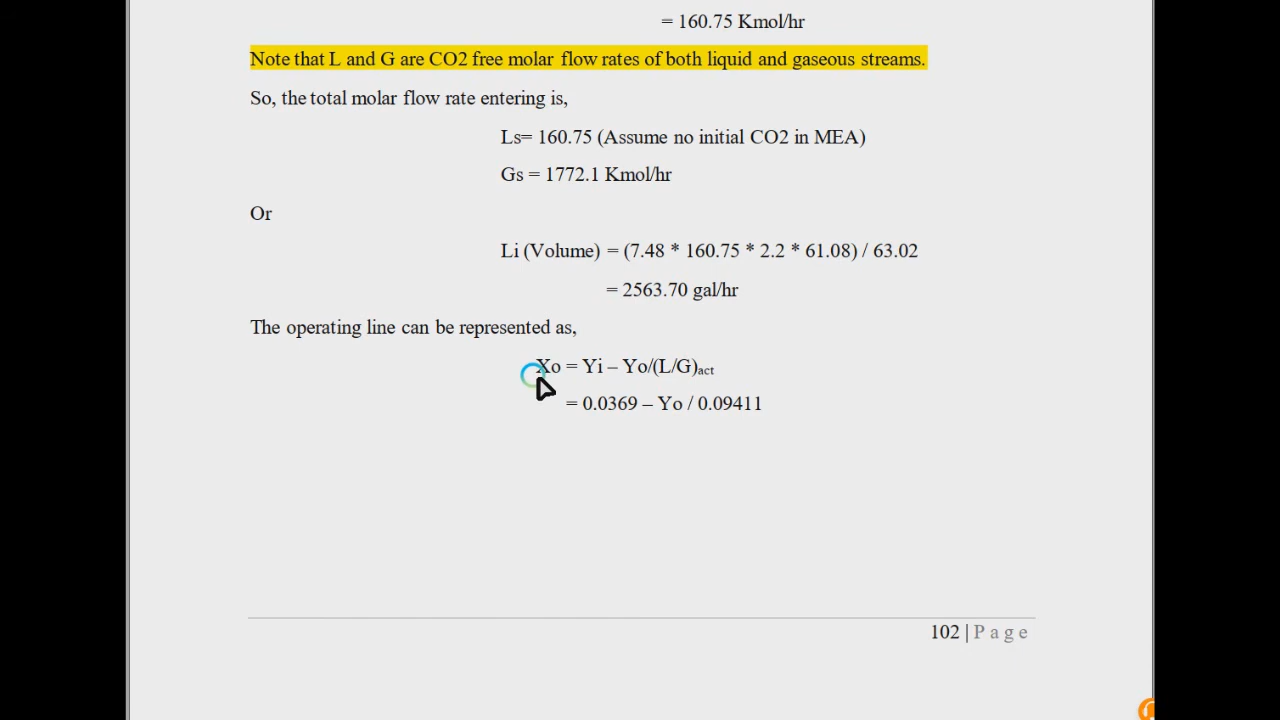 = 160.75 Kmol/hr
Note that L and G are CO2 free molar flow rates of both liquid and gaseous streams.
So, the total molar flow rate entering is,
Ls= 160.75 (Assume no initial CO2 in MEA)
Gs = 1772.1 Kmol/hr
Or
Li (Volume) = (7.48 * 160.75 * 2.2 * 61.08) / 63.02
= 2563.70 gal/hr
The operating line can be represented as,
Xo = Yi – Yo/(L/G)act
= 0.0369 – Yo / 0.09411
102 | Page